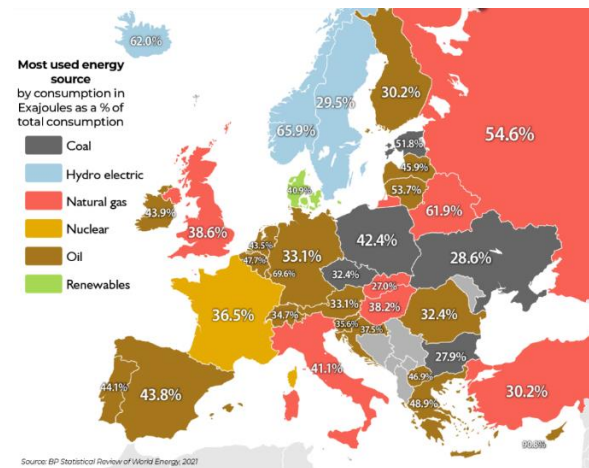 62.0%
Most used energy
source
by consumption in
Exajoules as a % of
total consumption
Coal
Hydro electric
Natural gas
Nuclear
Oil
Renewables
65.9%
29.5%
30.2%
54.6%
51.8%
45.9%
53.7%
40.9%
61.9%
43.9%
38.6%
43.5%
47.7%
69.6%
33.1%
42.4%
28.6%
32.4%
27.0%
36.5%
34.7%
33.1%
38.2%
32.4%
35.6%
37.5%
41.1%
27.9%
44.1%
43.8%
46.9%
48.9%
30.2%
Source: BP Statistical Review of World Energy, 2021